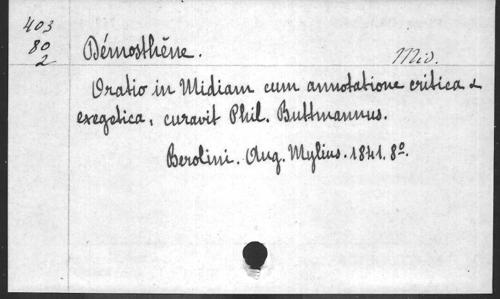 403
80
2
Démosthène.
Mid.
Oratio in Midiam cum annotatione critica &
exegetica, curavit Phil. Buttmannus.
Berolini. Aug. Mylius. 1841. 8º.